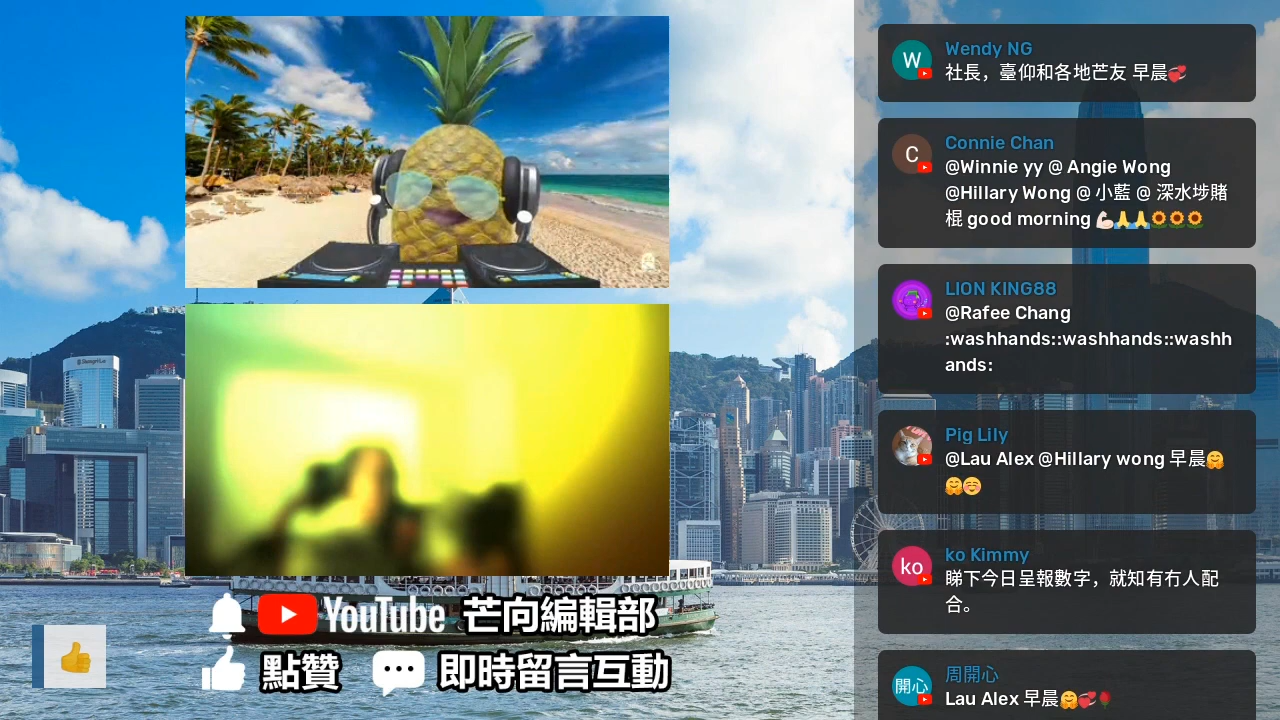 YouTube 芒向編輯部
點贊 即時留言互動
W
Wendy NG
社長，臺仰和各地芒友 早晨💞
C
Connie Chan
@Winnie yy @ Angie Wong
@Hillary Wong @ 小藍 @ 深水埗賭
棍 good morning 💪🏻🙏🙏🌻🌻🌻
LION KING88
@Rafee Chang
:washhands::washhands::washh
ands:
Pig Lily
@Lau Alex @Hillary wong 早晨🤗
🤗☺️
ko
ko Kimmy
睇下今日呈報數字，就知有冇人配
合。
開心
周開心
Lau Alex 早晨🤗💞🌹